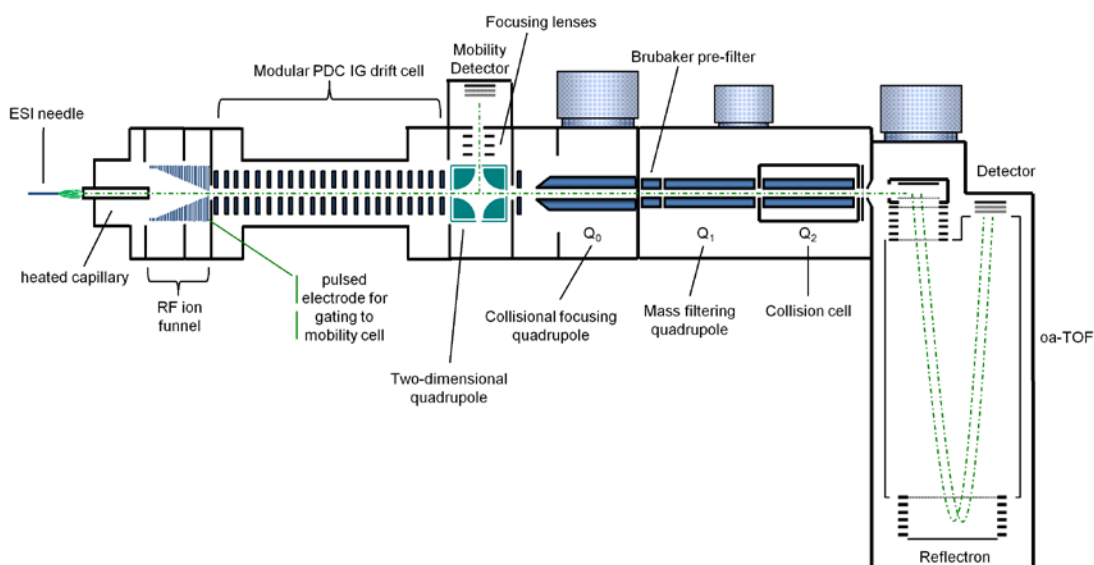 Focusing lenses
Mobility
Detector
Brubaker pre-filter
Modular PDC IG drift cell
ESI needle
Detector
Q0
Q1
Q2
heated capillary
RF ion
funnel
pulsed
electrode for
gating to
mobility cell
Collisional focusing
quadrupole
Mass filtering
quadrupole
Collision cell
oa-TOF
Two-dimensional
quadrupole
Reflectron